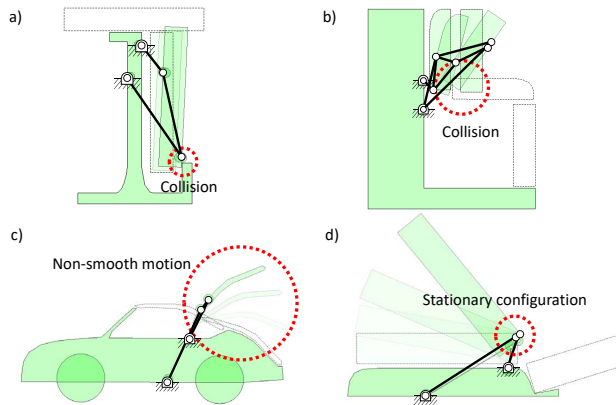 a)
b)
Collision
Collision
c)
Non-smooth motion
d)
Stationary configuration